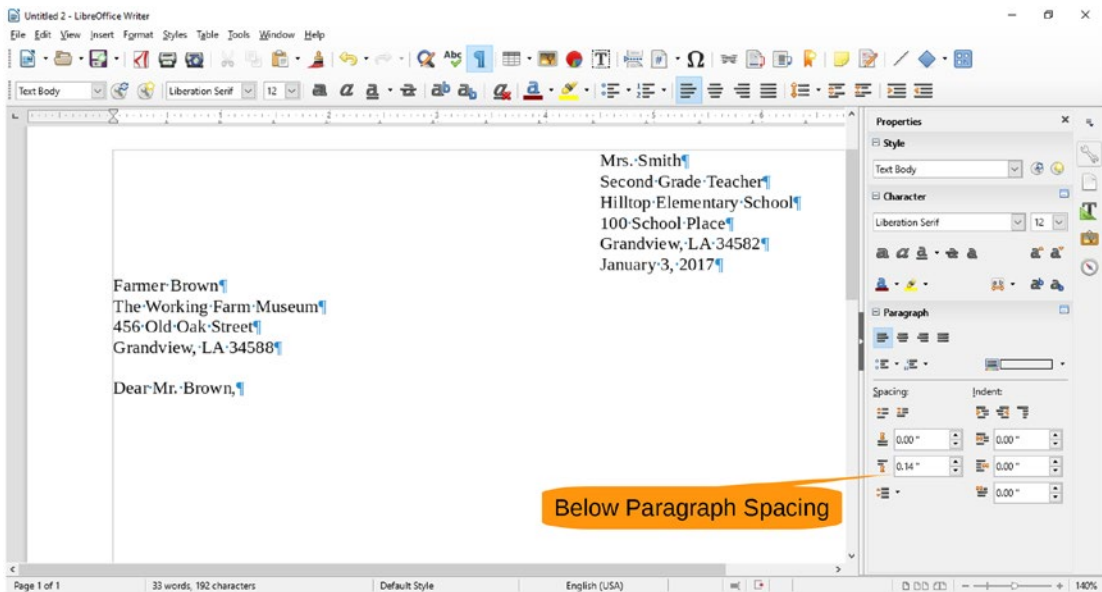 Untitled 2 - LibreOffice Writer
File Edit View Insert Format Styles Table Tools Window Help
Text Body Liberation Serif 12
Properties
Style
Text Body
Character
Liberation Serif 12
Paragraph
Spacing: Indent:
0.00 " 0.00 "
0.14 " 0.00 "
0.00 "
Mrs. Smith¶
Second Grade Teacher¶
Hilltop Elementary School¶
100 School Place¶
Grandview, LA 34582¶
January 3, 2017¶
Farmer Brown¶
The Working Farm Museum¶
456 Old Oak Street¶
Grandview, LA 34588¶
Dear Mr. Brown,¶
Below Paragraph Spacing
Page 1 of 1 33 words, 192 characters Default Style English (USA) 140%